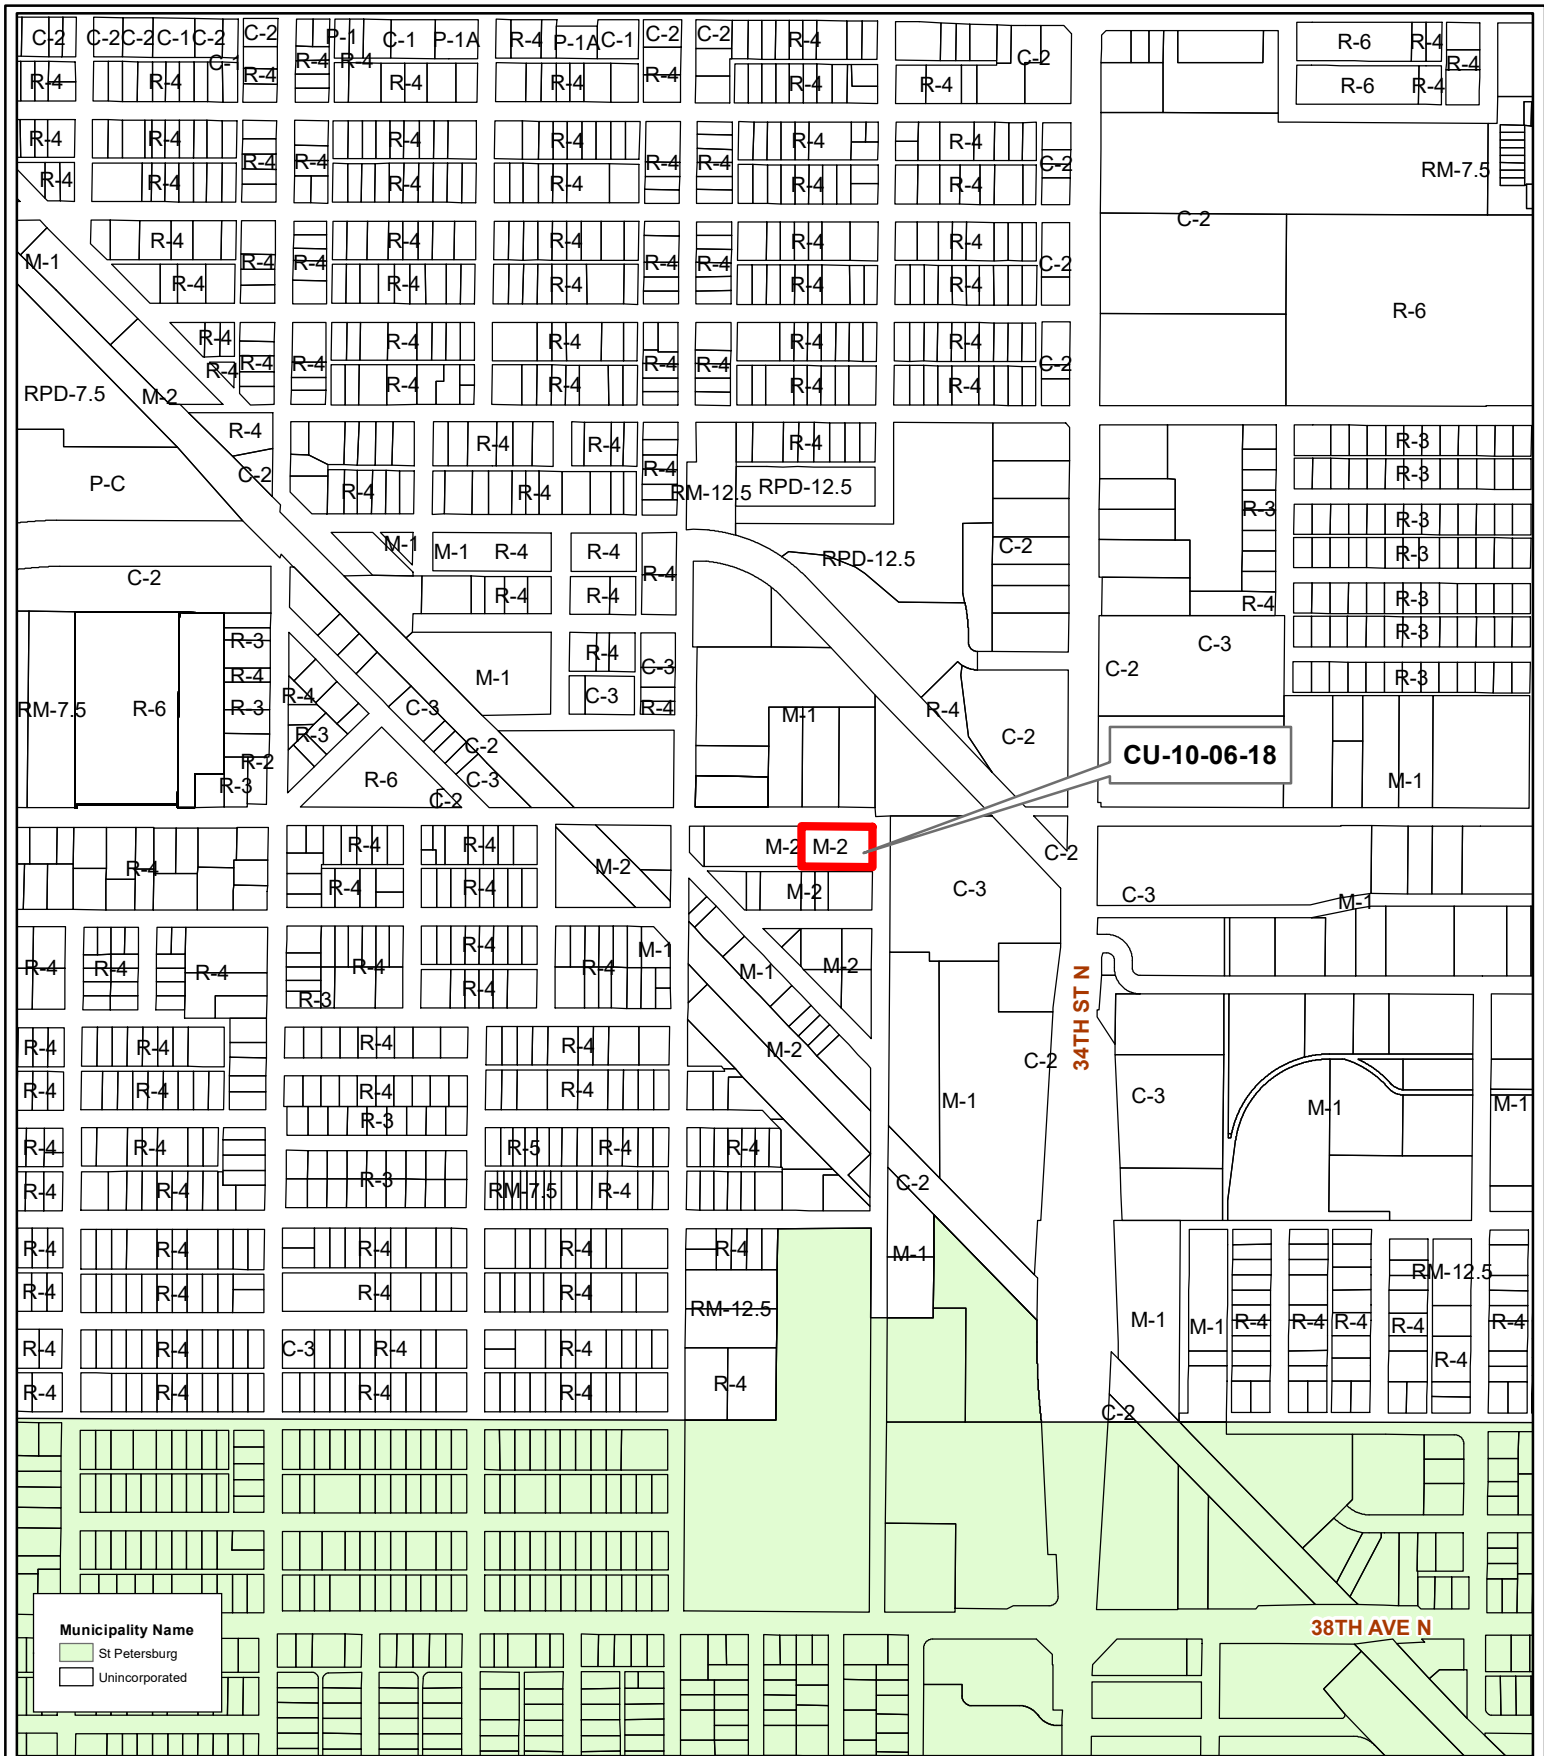 C-2 C-2 C-2 C-1 C-2 C-2 P-1 C-1 P-1A R-4 P-1A C-1 C-2 C-2 R-4 C-2 R-6 R-4
C-1 R-4 R-4 R-4
R-4 R-4 R-4 R-4 R-4 R-4 R-4 R-4 R-6 R-4
R-4 R-4 R-4 R-4 R-4 R-4
R-4 R-4 R-4 R-4 C-2 RM-7.5
R-4 R-4 R-4 R-4 R-4 R-4
C-2
R-4 R-4 R-4 R-4 R-4
M-1 R-4 R-4 R-4 R-4 C-2
R-4 R-4 R-4 R-4 R-4
R-6
R-4 R-4 R-4 R-4 R-4
R-4 R-4 R-4 R-4 R-4 C-2
RPD-7.5 M-2 R-4 R-4 R-4 R-4
R-4 R-4 R-4 R-4 R-3
C-2 R-4 R-3
P-C R-4 R-4 RM-12.5 RPD-12.5
R-3 R-3
M-1 M-1 R-4 R-4 RPD-12.5 C-2 R-3
C-2 R-4
R-4 R-4 R-4 R-3
R-3 R-4 C-3 C-3 R-3
R-4 M-1 C-2 R-3
RM-7.5 R-6 R-3 R-4 C-3 C-3 R-4 M-1 R-4
R-3 C-2 C-2
R-2 CU-10-06-18
R-3 R-6 C-3 M-1
C-2
R-4 R-4 R-4 M-2 M-2 M-2 C-2
R-4 R-4 M-2 C-3 C-3 M-1
R-4 M-1
R-4 R-4 R-4 R-4 R-4 M-1 M-2
R-3 R-4
34TH ST N
R-4 R-4 R-4 R-4 M-2 C-2
R-4 R-4 R-4 R-4 M-1 C-3 M-1 M-1
R-3
R-4 R-4 R-5 R-4 R-4
R-4 R-4 R-3 RM-7.5 R-4 C-2
R-4 R-4 R-4 R-4 R-4 M-1
R-4 R-4 R-4 R-4 RM-12.5
RM-12.5 M-1 M-1 R-4 R-4 R-4 R-4 R-4
R-4 R-4 C-3 R-4 R-4 R-4
R-4 R-4 R-4 R-4 R-4
C-2
38TH AVE N
Municipality Name
St Petersburg
Unincorporated